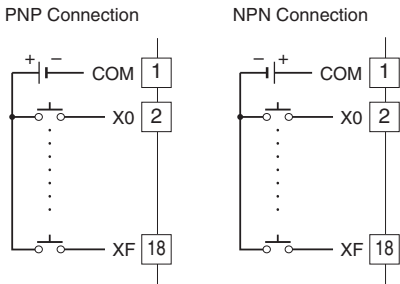 PNP Connection
+ − COM 1
X0 2
XF 18
NPN Connection
− + COM 1
X0 2
XF 18